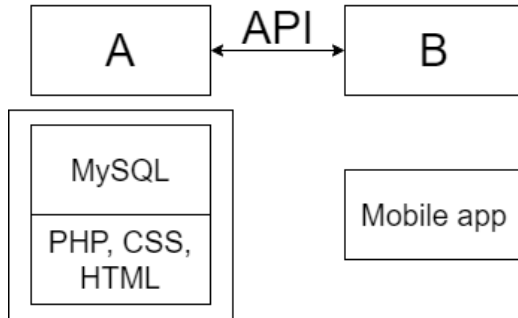 A
API
B
MySQL
PHP, CSS,
HTML
Mobile app